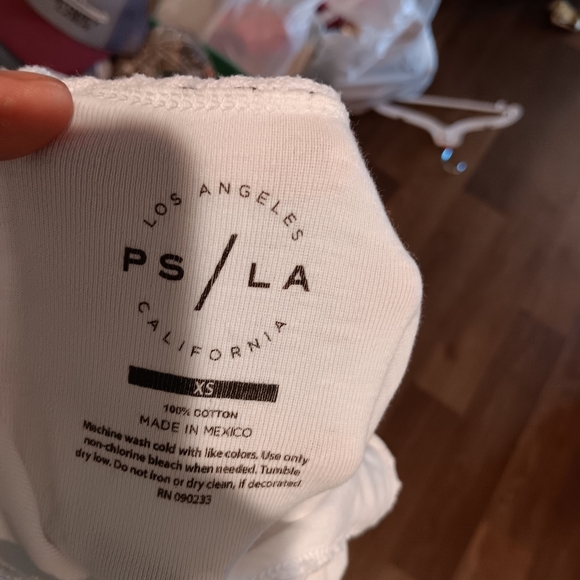 LOS ANGELES
PS/LA
CALIFORNIA
XS
100% COTTON
MADE IN MEXICO
Machine wash cold with like colors. Use only
non-chlorine bleach when needed. Tumble
dry low. Do not iron or dry clean, if decorated.
RN 090233